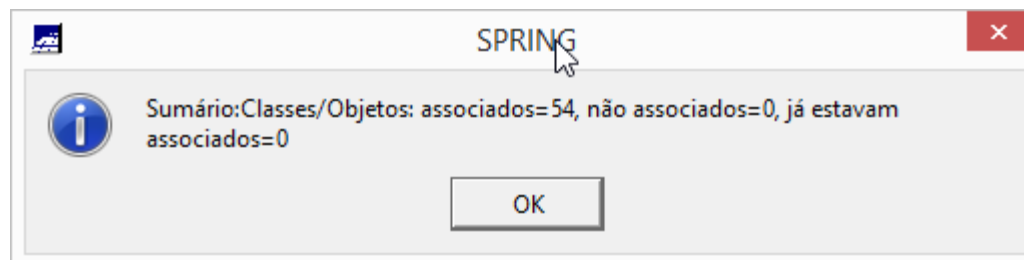 SPRING
Sumário:Classes/Objetos: associados=54, não associados=0, já estavam
associados=0
OK